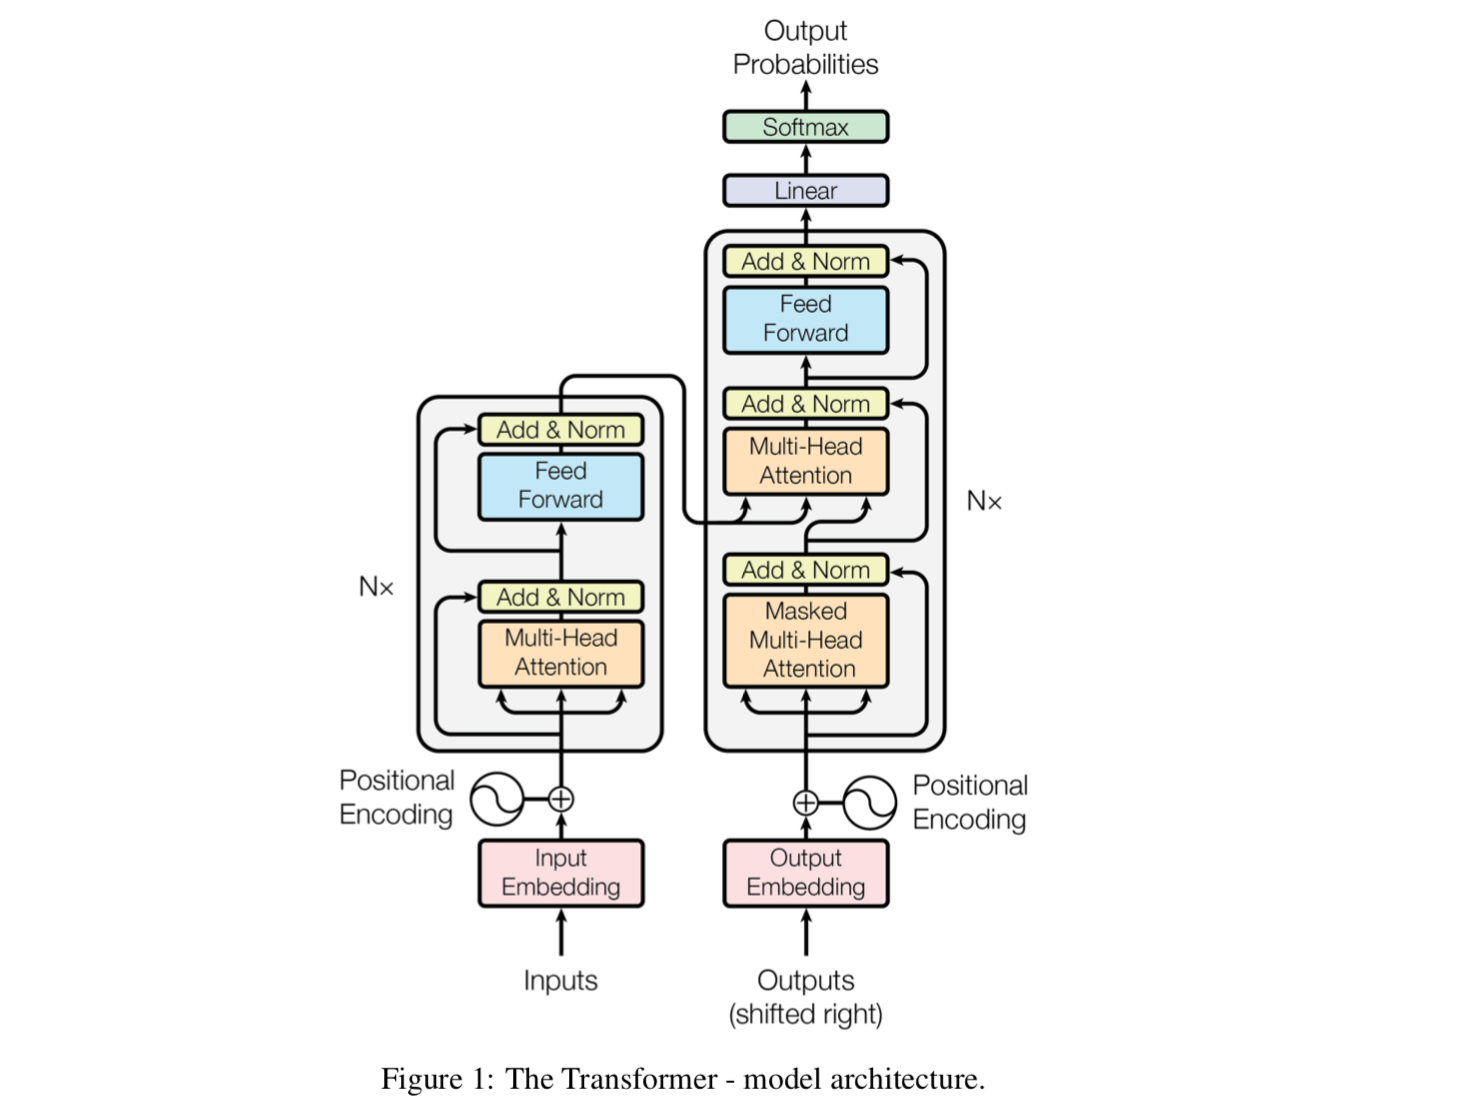 Output
Probabilities
Softmax
Linear
Add & Norm
Feed
Forward
Add & Norm
Multi-Head
Attention
Add & Norm
Masked
Multi-Head
Attention
N×
Add & Norm
Feed
Forward
Add & Norm
Multi-Head
Attention
N×
Positional
Encoding
Positional
Encoding
Input
Embedding
Output
Embedding
Inputs
Outputs
(shifted right)
Figure 1: The Transformer - model architecture.